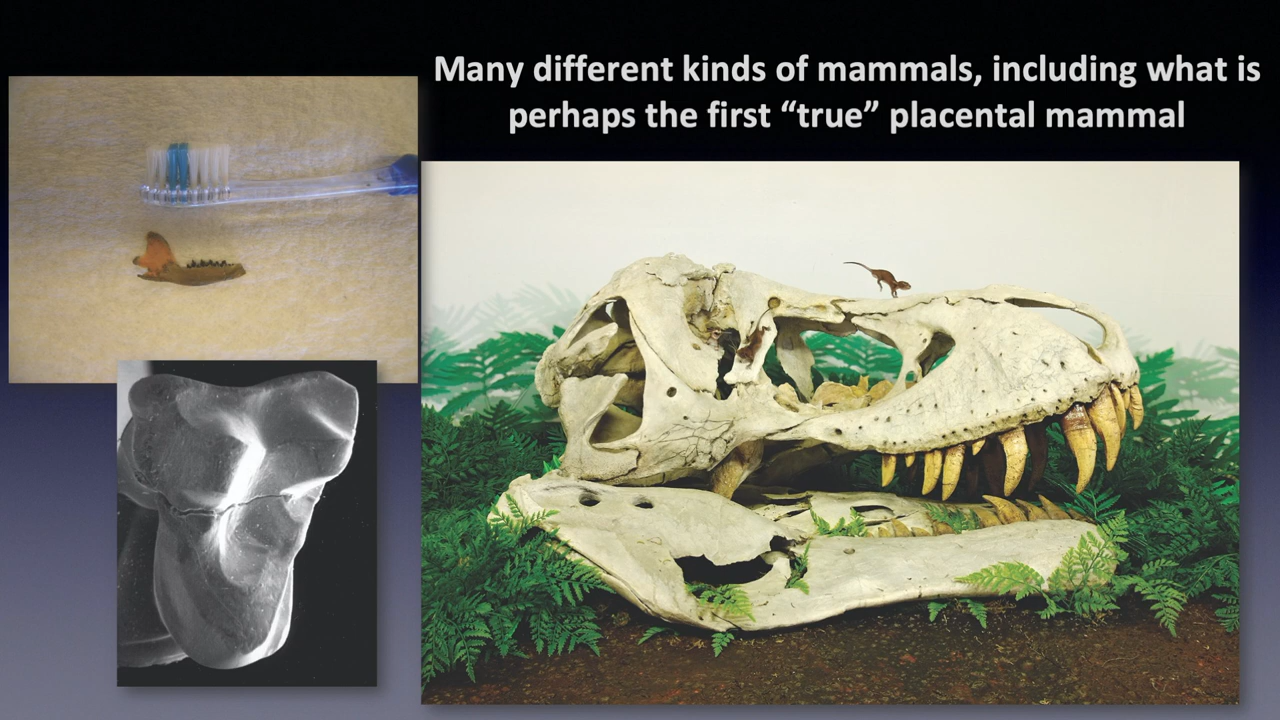 Many different kinds of mammals, including what is
perhaps the first “true” placental mammal